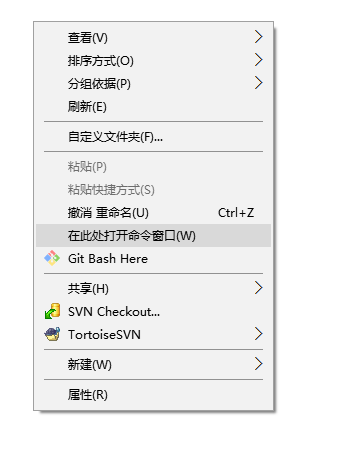 查看(V)
排序方式(O)
分组依据(P)
刷新(E)
自定义文件夹(F)...
粘贴(P)
粘贴快捷方式(S)
撤消 重命名(U) Ctrl+Z
在此处打开命令窗口(W)
Git Bash Here
共享(H)
SVN Checkout...
TortoiseSVN
新建(W)
属性(R)